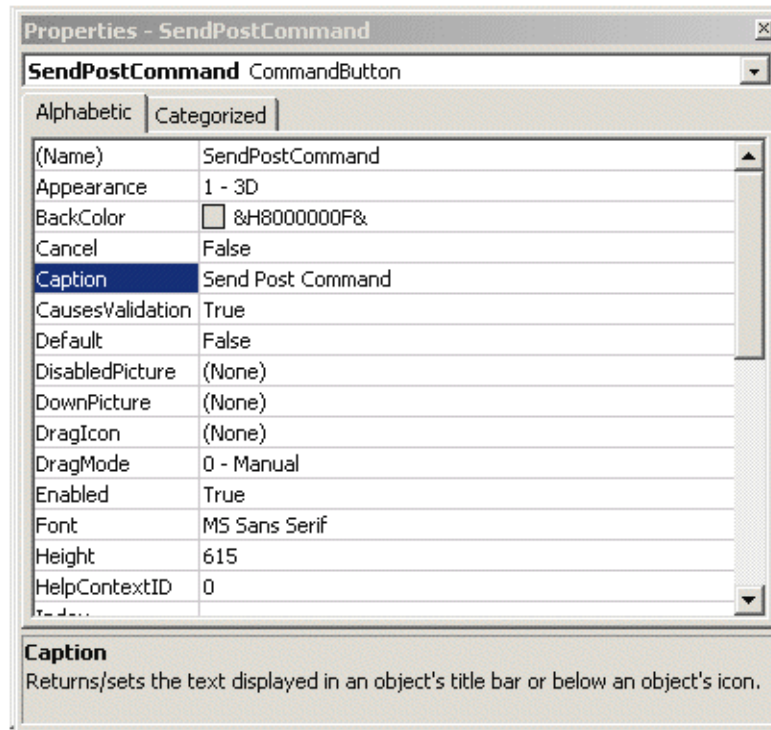 Properties - SendPostCommand
SendPostCommand CommandButton
Alphabetic Categorized
(Name) SendPostCommand
Appearance 1 - 3D
BackColor &H8000000F&
Cancel False
Caption Send Post Command
CausesValidation True
Default False
DisabledPicture (None)
DownPicture (None)
DragIcon (None)
DragMode 0 - Manual
Enabled True
Font MS Sans Serif
Height 615
HelpContextID 0
Caption
Returns/sets the text displayed in an object's title bar or below an object's icon.